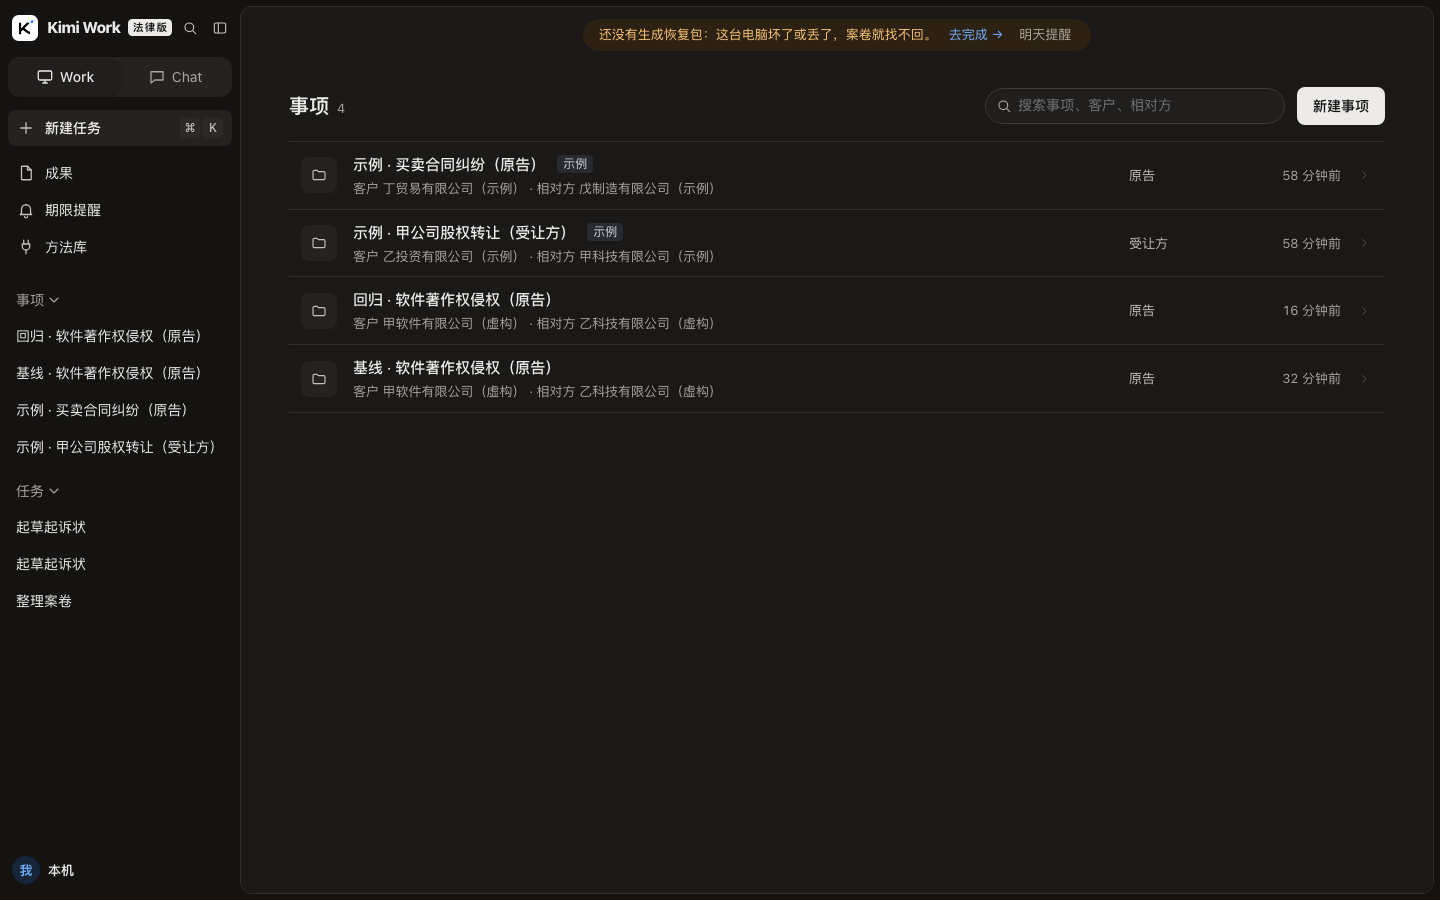 Kimi Work 法律版
Work
Chat
新建任务 ⌘ K
成果
期限提醒
方法库
事项
回归 · 软件著作权侵权（原告）
基线 · 软件著作权侵权（原告）
示例 · 买卖合同纠纷（原告）
示例 · 甲公司股权转让（受让方）
任务
起草起诉状
起草起诉状
整理案卷
我 本机
还没有生成恢复包：这台电脑坏了或丢了，案卷就找不回。 去完成 → 明天提醒
事项 4
搜索事项、客户、相对方
新建事项
示例 · 买卖合同纠纷（原告） 示例
客户 丁贸易有限公司（示例） · 相对方 戊制造有限公司（示例）
原告
58 分钟前
示例 · 甲公司股权转让（受让方） 示例
客户 乙投资有限公司（示例） · 相对方 甲科技有限公司（示例）
受让方
58 分钟前
回归 · 软件著作权侵权（原告）
客户 甲软件有限公司（虚构） · 相对方 乙科技有限公司（虚构）
原告
16 分钟前
基线 · 软件著作权侵权（原告）
客户 甲软件有限公司（虚构） · 相对方 乙科技有限公司（虚构）
原告
32 分钟前